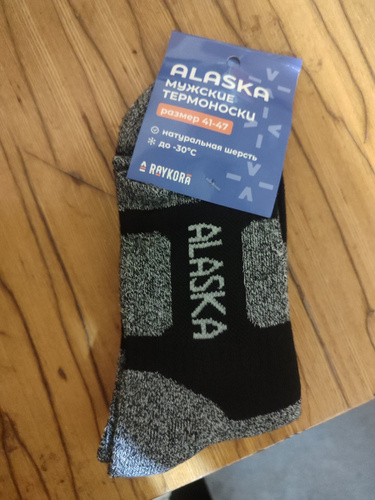 ALASKA
МУЖСКИЕ
ТЕРМОНОСКИ
размер 41-47
натуральная шерсть
до -30°C
RAYKORA
ALASKA